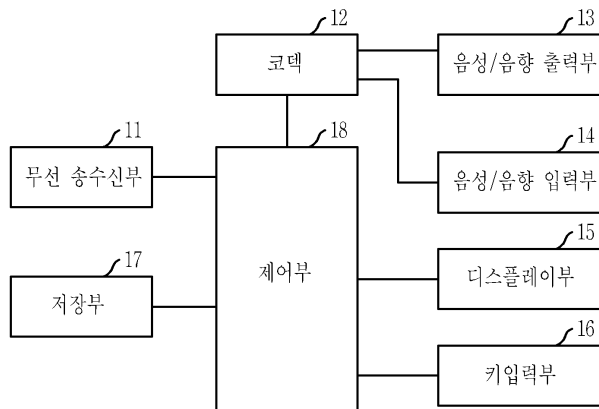 12
코덱
13
음성/음향 출력부
11
무선 송수신부
18
제어부
14
음성/음향 입력부
17
저장부
15
디스플레이부
16
키입력부